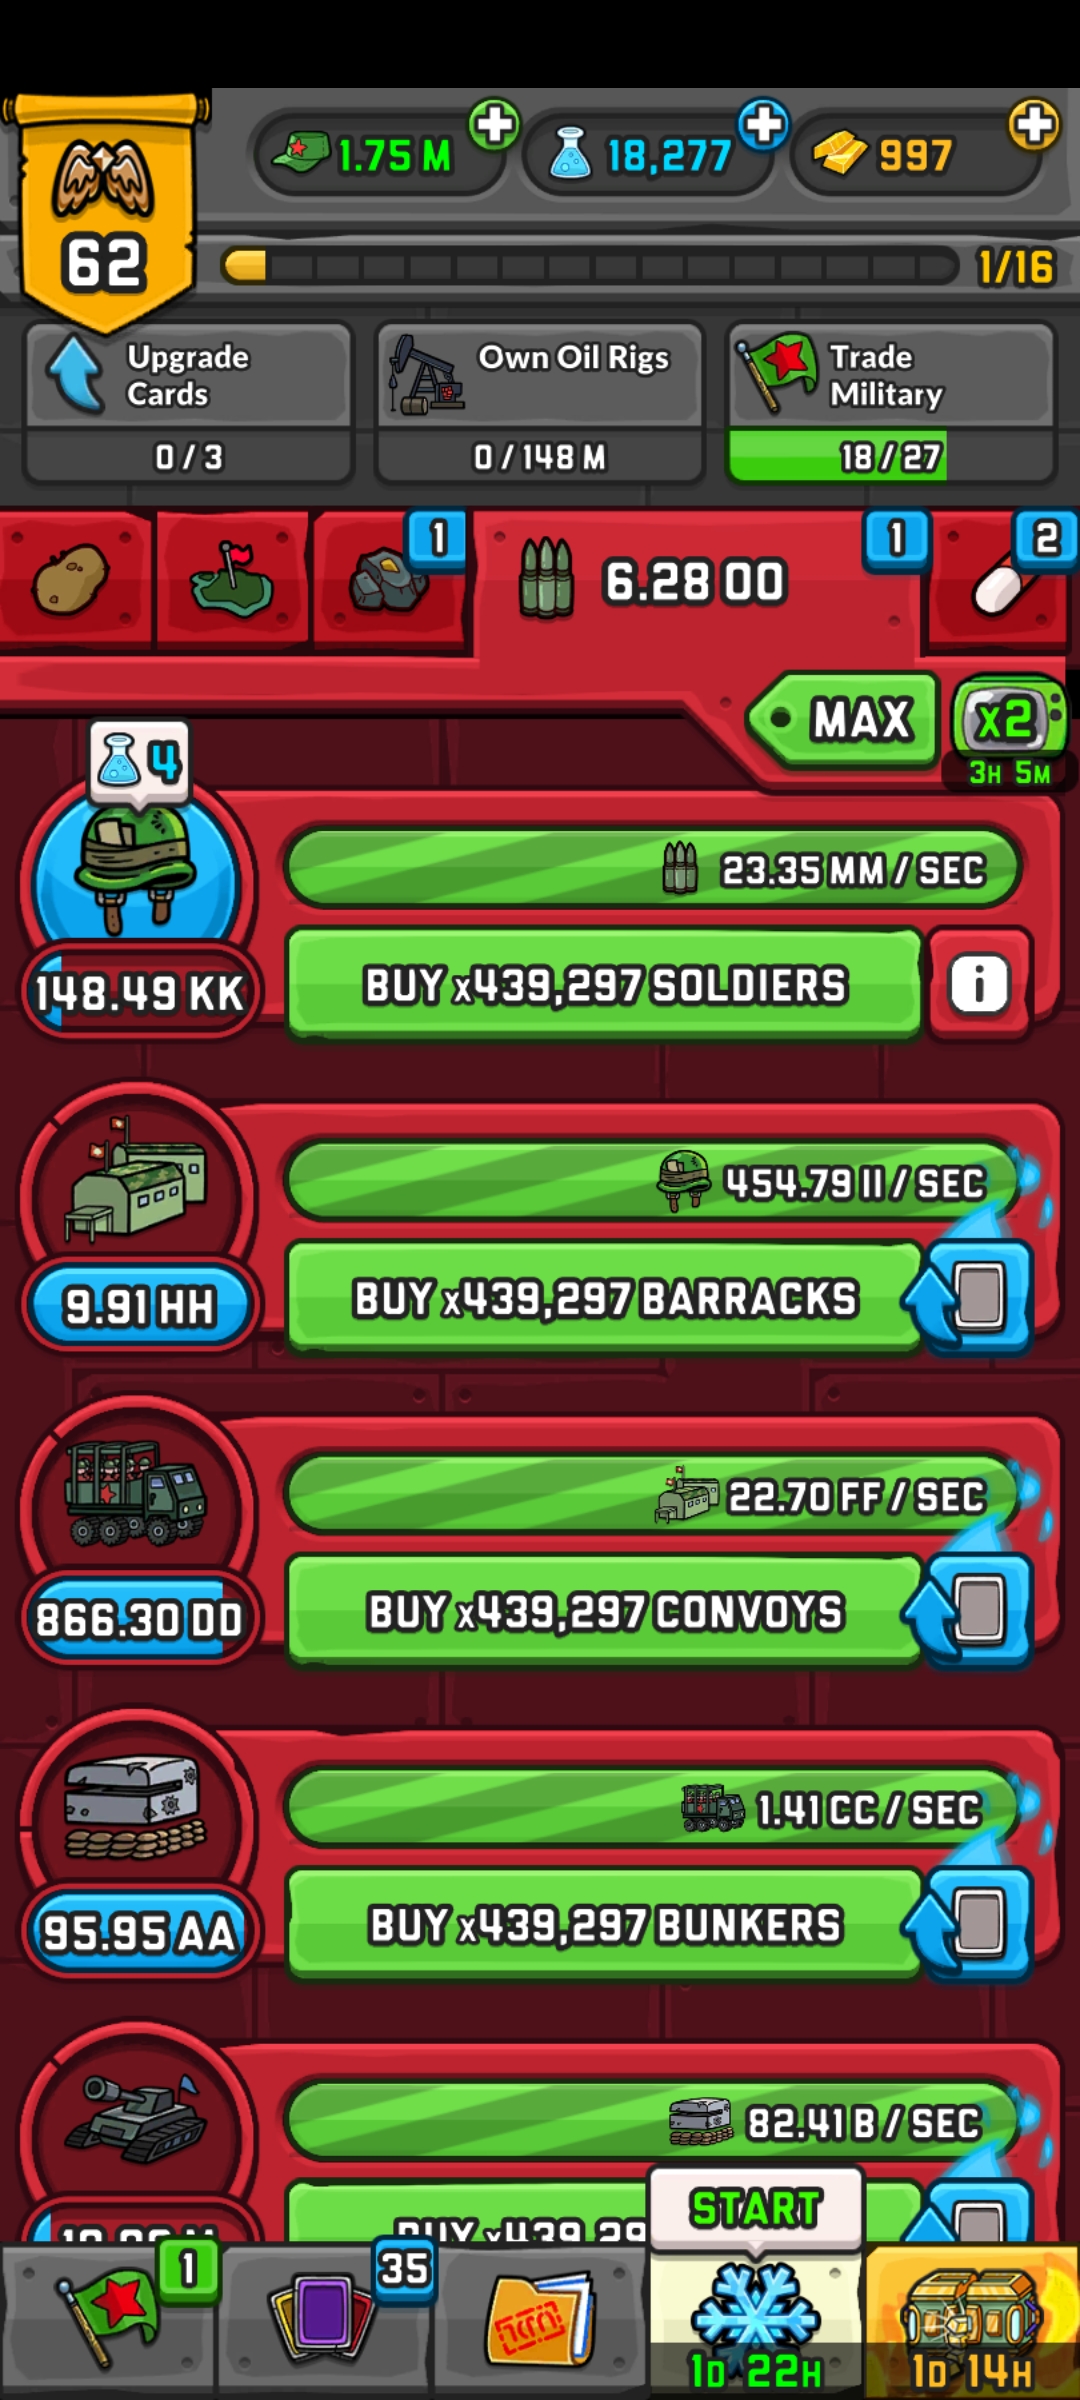 1.75 M
18,277
997
62
1/16
Upgrade
Cards
0 / 3
Own Oil Rigs
0 / 148 M
Trade
Military
18 / 27
1
6.28 OO
1
2
MAX
x2
3H 5M
4
23.35 MM / SEC
148.49 KK
BUY x439,297 SOLDIERS
i
454.79 II / SEC
9.91 HH
BUY x439,297 BARRACKS
22.70 FF / SEC
866.30 DD
BUY x439,297 CONVOYS
1.41 CC / SEC
95.95 AA
BUY x439,297 BUNKERS
82.41 B / SEC
BUY x439,29
START
1
35
1D 22H
1D 14H